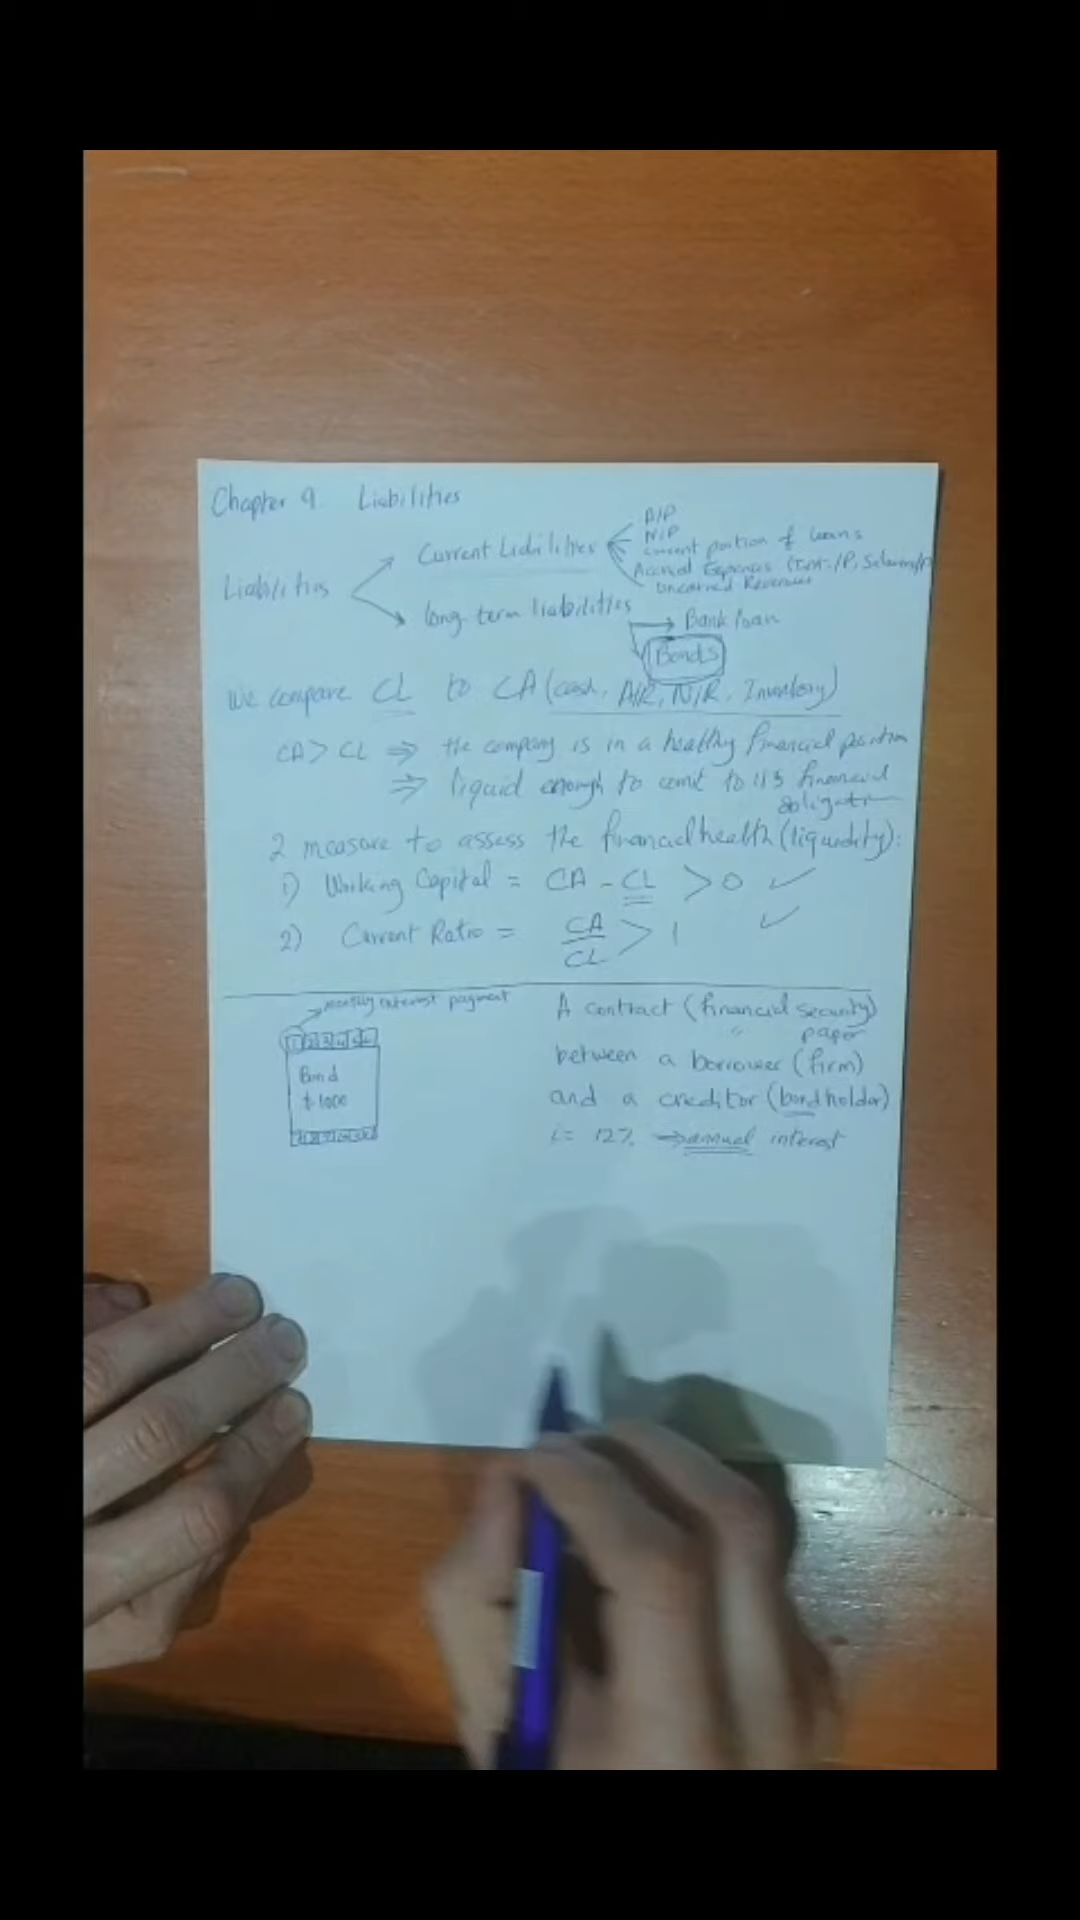 Chapter 9. Liabilities
A/P
N/P
Current Liabilities
current portion of loans
Accrued Expenses (Int./P, Salaries/P)
Unearned Revenues
Liabilities
long term liabilities
Bank loan
Bonds
We compare CL to CA (cash, A/R, N/R, Inventory)
CA > CL ⇒ the company is in a healthy financial position
⇒ liquid enough to comit to its financial
obligation
2 measure to assess the financial health (liquidity):
1) Working Capital = CA - CL > 0 ✓
2) Current Ratio = CA/CL > 1 ✓
monthly interest payment
Bond
$1000
A contract (financial security)
" paper
between a borrower (firm)
and a creditor (bondholder)
i = 12% → annual interest